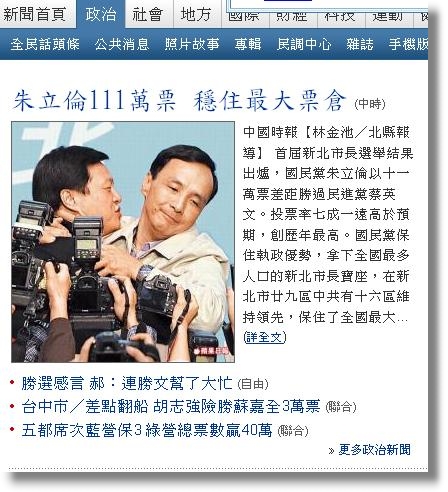 新聞首頁 政治 社會 地方 國際 財經 科技 運動
全民話頭條 公共消息 照片故事 專輯 民調中心 雜誌 手機版
朱立倫111萬票 穩住最大票倉 (中時)
中國時報【林金池／北縣報
導】 首屆新北市長選舉結果
出爐，國民黨朱立倫以十一
萬票差距勝過民進黨蔡英
文。投票率七成一遠高於預
期，創歷年最高。國民黨保
住執政優勢，拿下全國最多
人口的新北市長寶座，在新
北市廿九區中共有十六區維
持領先，保住了全國最大...
(詳全文)
北
蘋果日報
勝選感言 郝：連勝文幫了大忙 (自由)
台中市／差點翻船 胡志強險勝蘇嘉全3萬票 (聯合)
五都席次藍營保3 綠營總票數贏40萬 (聯合)
» 更多政治新聞